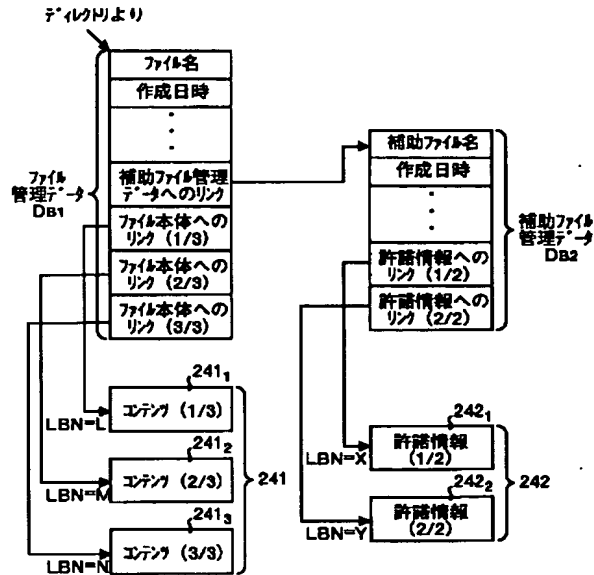 ディレクトリより
ファイル名
作成日時
補助ファイル管理
データへのリンク
ファイル本体への
リンク (1/3)
ファイル本体への
リンク (2/3)
ファイル本体への
リンク (3/3)
ファイル
管理データ
DB1
補助ファイル名
作成日時
許諾情報への
リンク (1/2)
許諾情報への
リンク (2/2)
補助ファイル
管理データ
DB2
241₁
コンテンツ (1/3)
LBN=L
241₂
コンテンツ (2/3)
LBN=M
241₃
コンテンツ (3/3)
LBN=N
241
242₁
許諾情報
(1/2)
LBN=X
242₂
許諾情報
(2/2)
LBN=Y
242